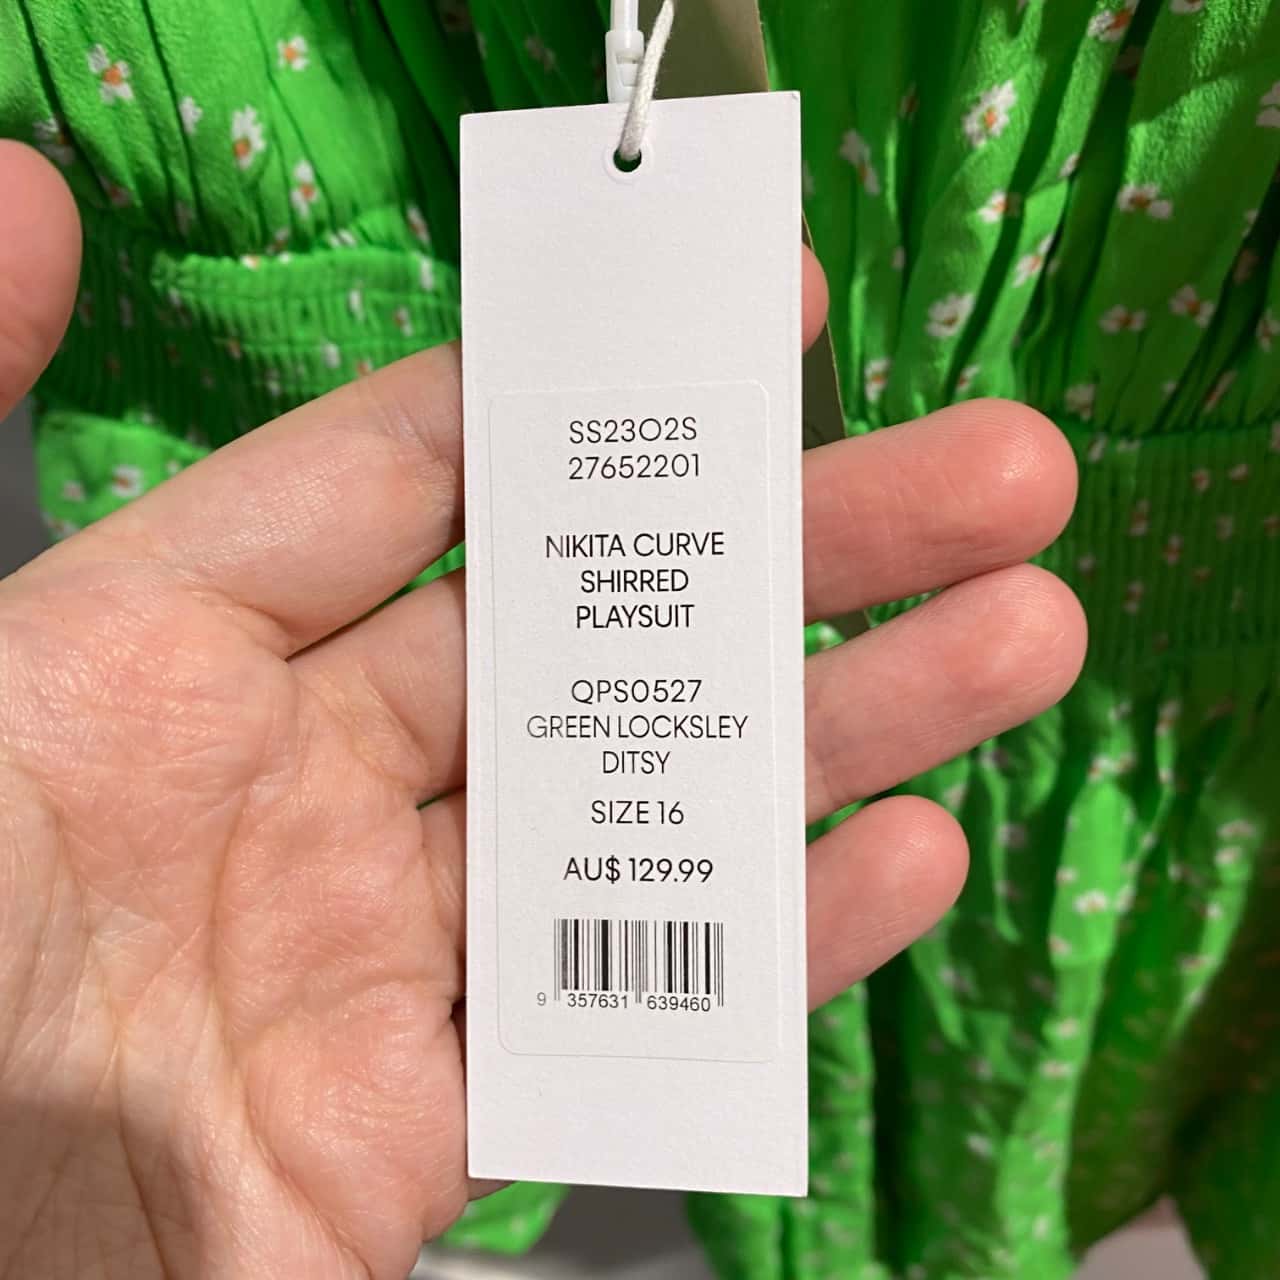 SS23O2S
27652201
NIKITA CURVE
SHIRRED
PLAYSUIT
QPS0527
GREEN LOCKSLEY
DITSY
SIZE 16
AU$ 129.99
9 357631 639460